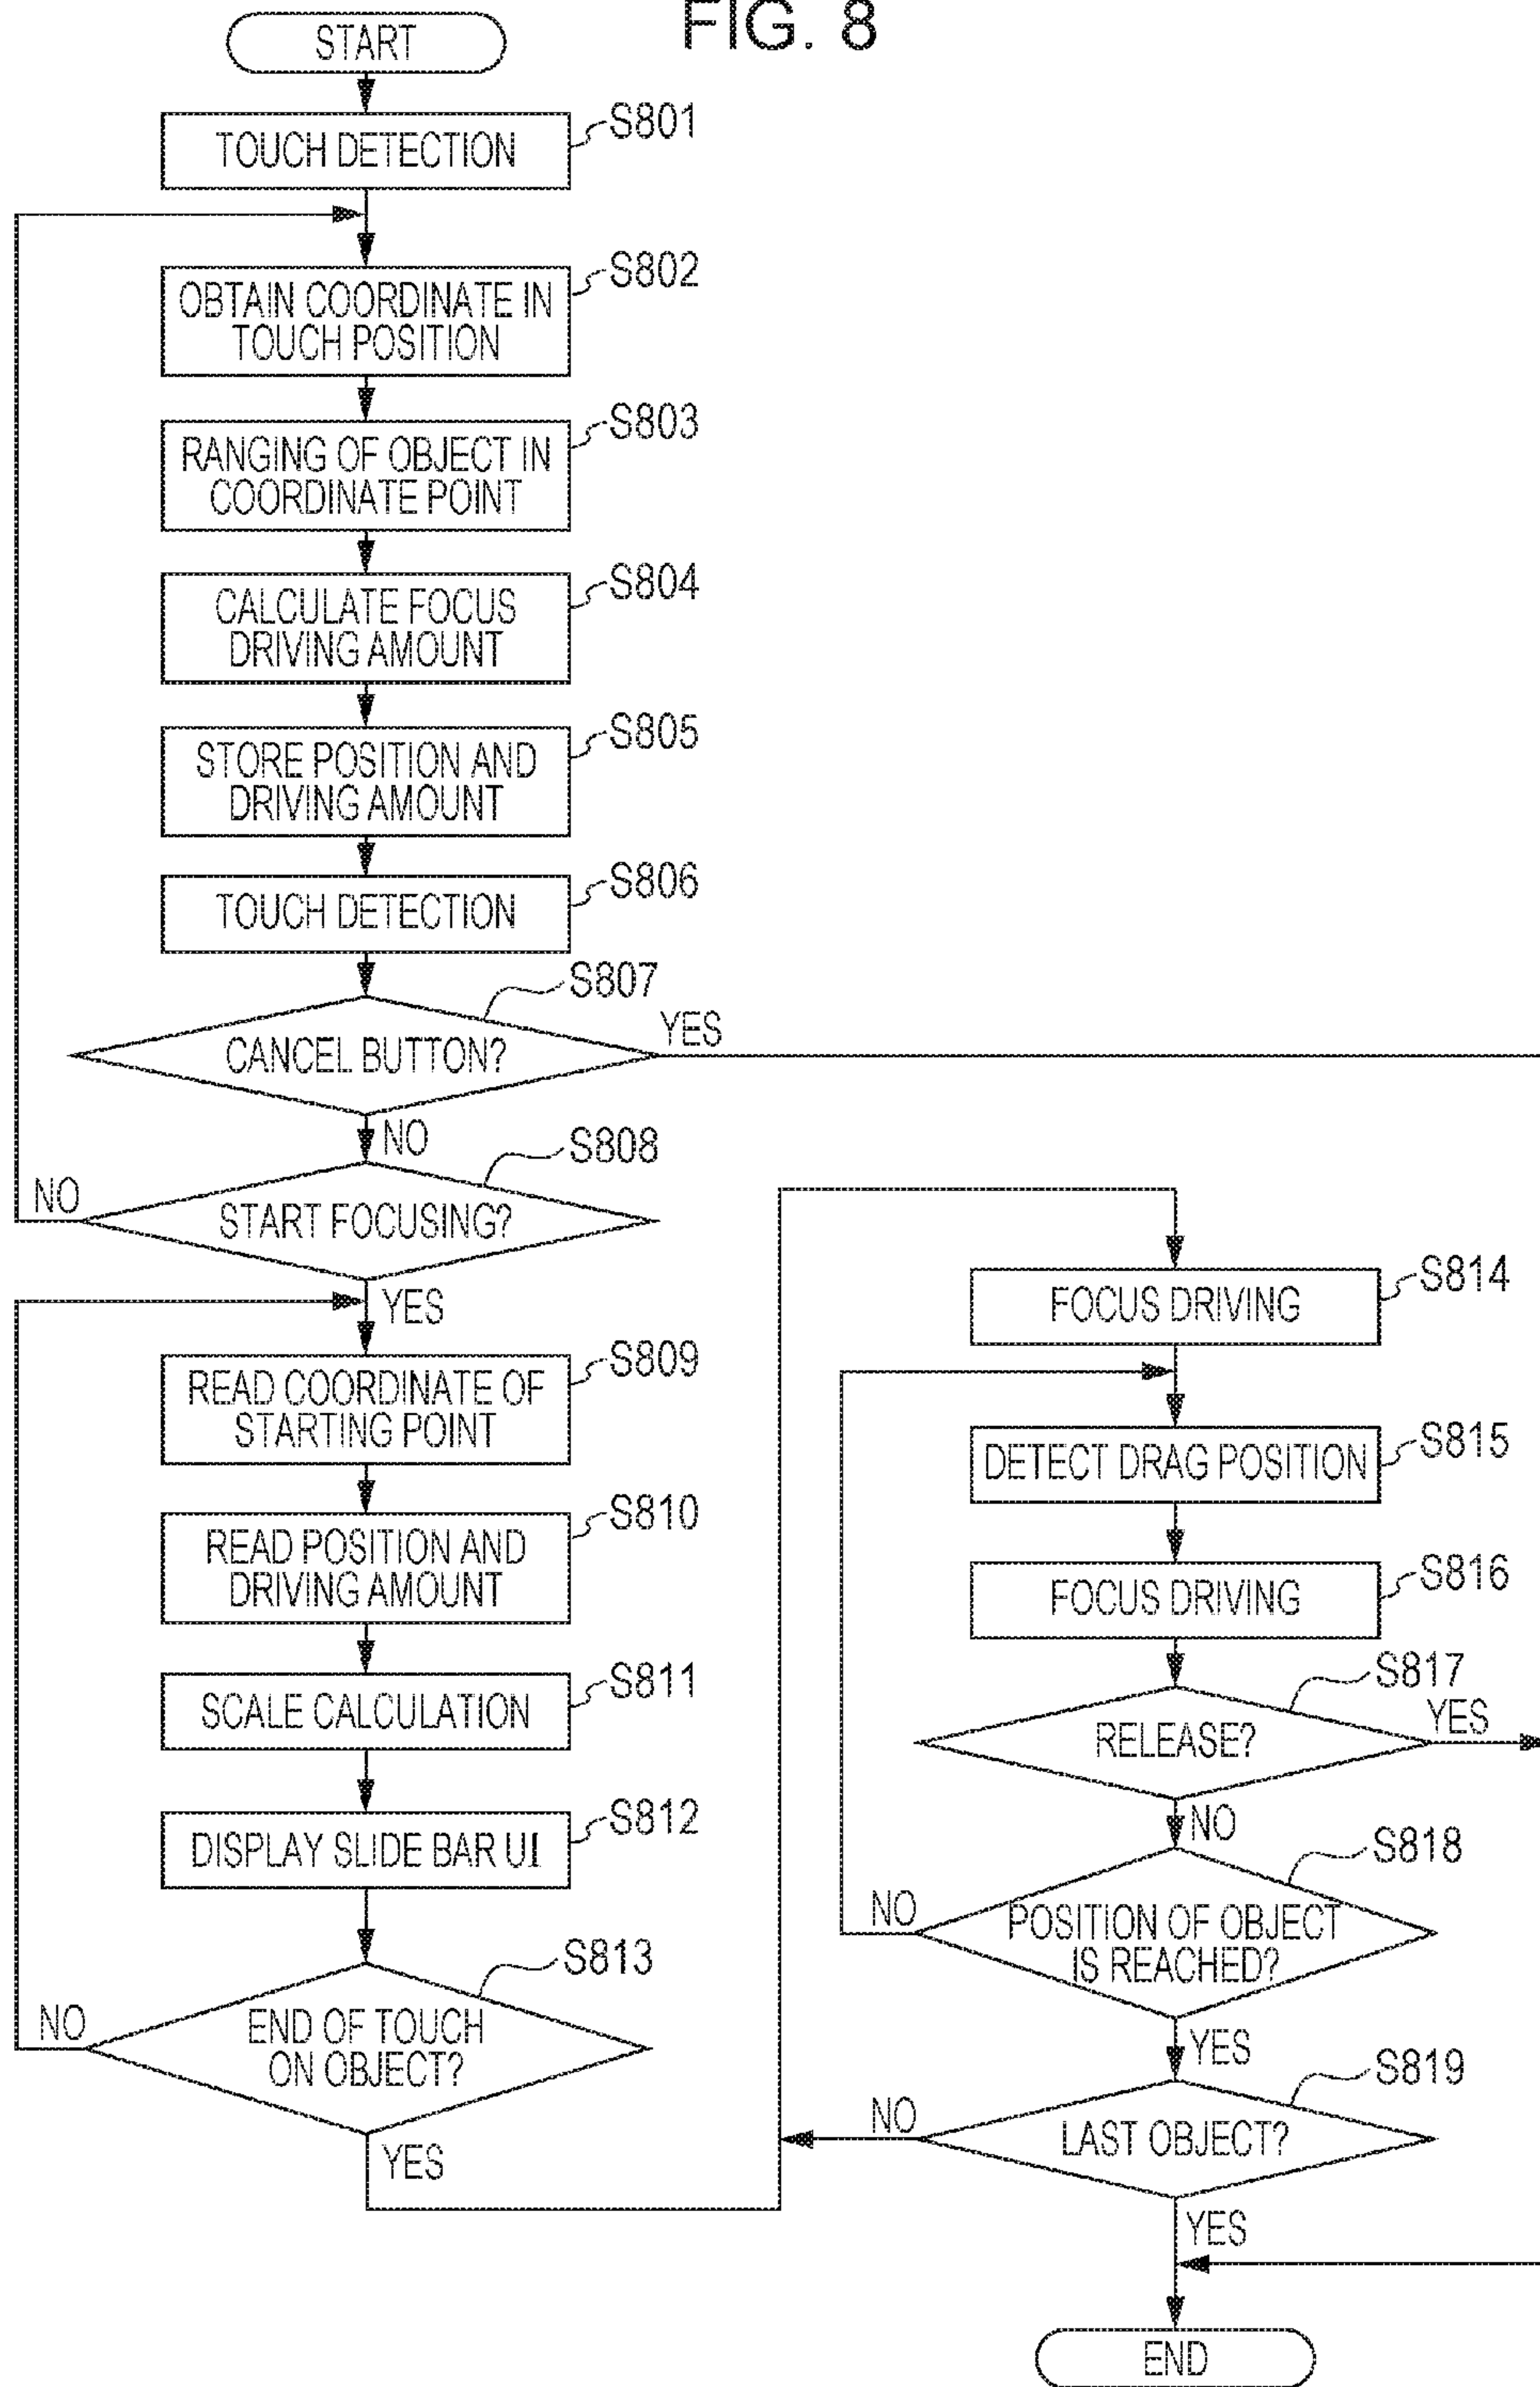 FIG. 8
START
TOUCH DETECTION
S801
OBTAIN COORDINATE IN
TOUCH POSITION
S802
RANGING OF OBJECT IN
COORDINATE POINT
S803
CALCULATE FOCUS
DRIVING AMOUNT
S804
STORE POSITION AND
DRIVING AMOUNT
S805
TOUCH DETECTION
S806
CANCEL BUTTON?
S807
YES
NO
START FOCUSING?
S808
NO
YES
READ COORDINATE OF
STARTING POINT
S809
READ POSITION AND
DRIVING AMOUNT
S810
SCALE CALCULATION
S811
DISPLAY SLIDE BAR UI
S812
END OF TOUCH
ON OBJECT?
S813
NO
YES
FOCUS DRIVING
S814
DETECT DRAG POSITION
S815
FOCUS DRIVING
S816
RELEASE?
S817
YES
NO
POSITION OF OBJECT
IS REACHED?
S818
NO
YES
LAST OBJECT?
S819
NO
YES
END